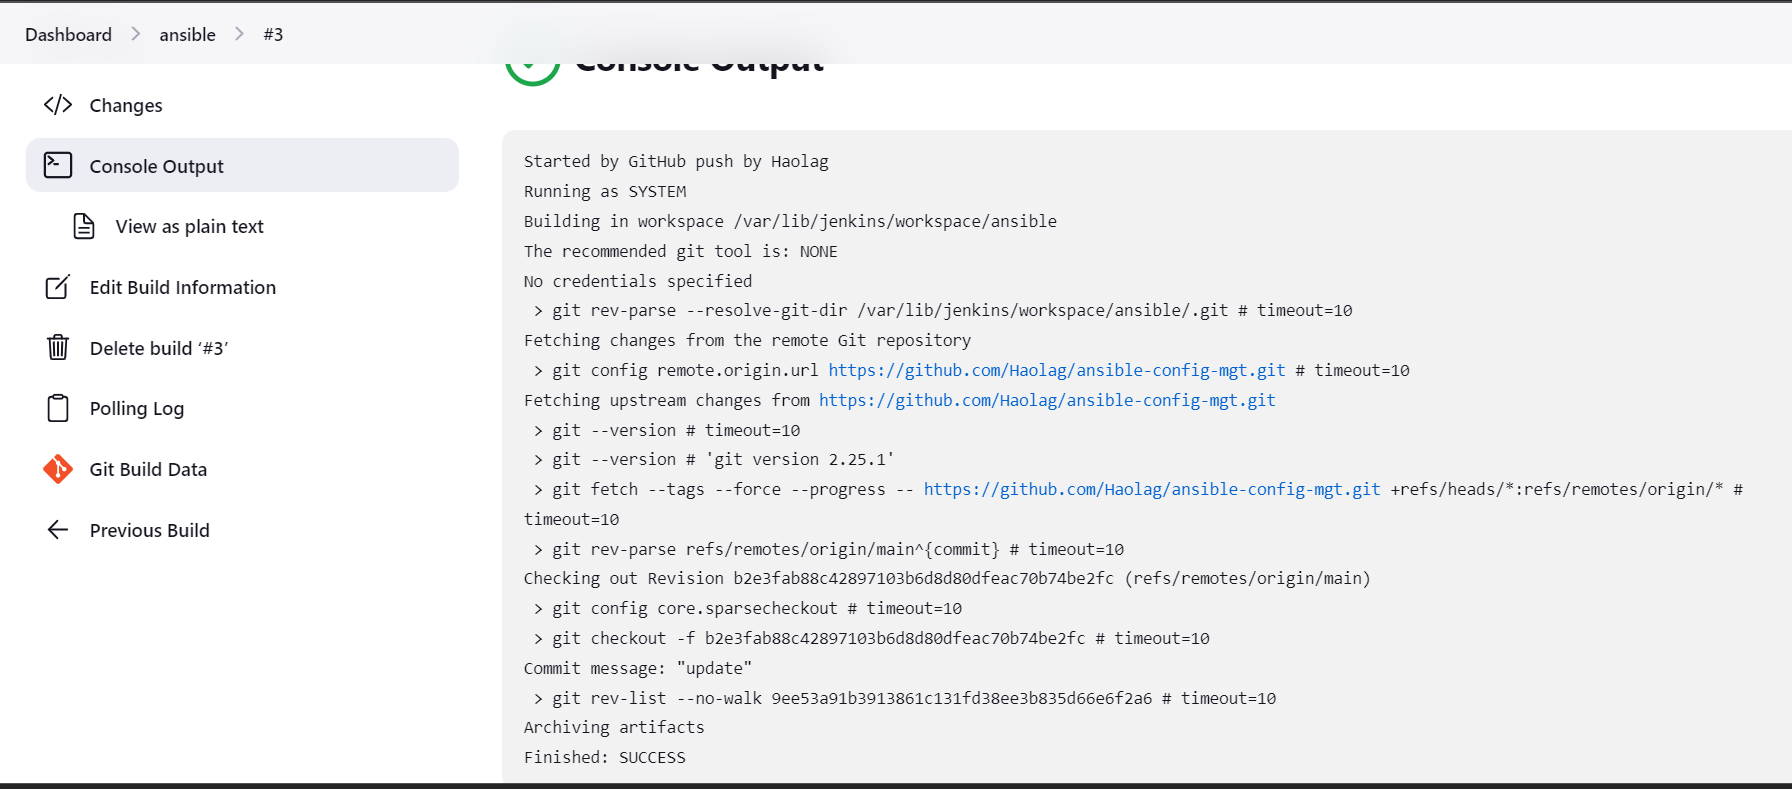 Dashboard > ansible > #3
Console Output
Changes
Console Output
View as plain text
Edit Build Information
Delete build ‘#3’
Polling Log
Git Build Data
Previous Build
Started by GitHub push by Haolag
Running as SYSTEM
Building in workspace /var/lib/jenkins/workspace/ansible
The recommended git tool is: NONE
No credentials specified
> git rev-parse --resolve-git-dir /var/lib/jenkins/workspace/ansible/.git # timeout=10
Fetching changes from the remote Git repository
> git config remote.origin.url https://github.com/Haolag/ansible-config-mgt.git # timeout=10
Fetching upstream changes from https://github.com/Haolag/ansible-config-mgt.git
> git --version # timeout=10
> git --version # 'git version 2.25.1'
> git fetch --tags --force --progress -- https://github.com/Haolag/ansible-config-mgt.git +refs/heads/*:refs/remotes/origin/* #
timeout=10
> git rev-parse refs/remotes/origin/main^{commit} # timeout=10
Checking out Revision b2e3fab88c42897103b6d8d80dfeac70b74be2fc (refs/remotes/origin/main)
> git config core.sparsecheckout # timeout=10
> git checkout -f b2e3fab88c42897103b6d8d80dfeac70b74be2fc # timeout=10
Commit message: "update"
> git rev-list --no-walk 9ee53a91b3913861c131fd38ee3b835d66e6f2a6 # timeout=10
Archiving artifacts
Finished: SUCCESS